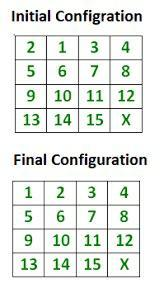 Initial Configration
2 1 3 4
5 6 7 8
9 10 11 12
13 14 15 X
Final Configuration
1 2 3 4
5 6 7 8
9 10 11 12
13 14 15 X